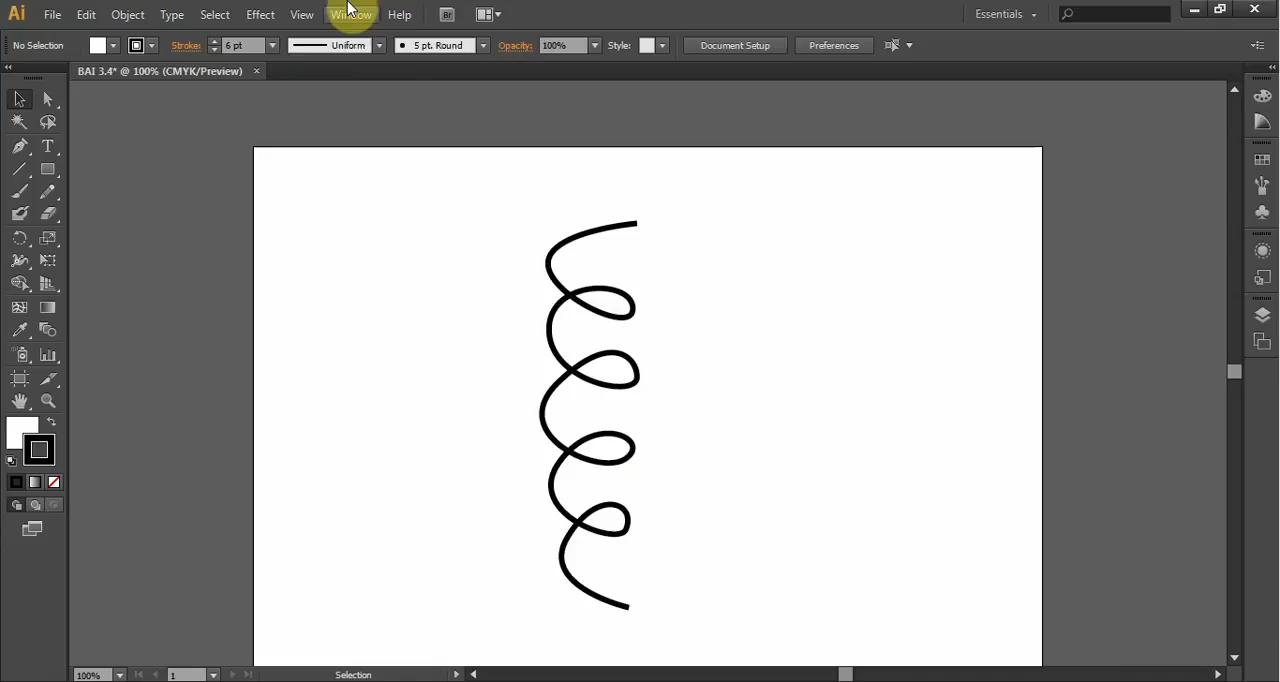 Ai File Edit Object Type Select Effect View Window Help Br Essentials
No Selection Stroke: 6 pt Uniform 5 pt. Round Opacity: 100% Style: Document Setup Preferences
BAI 3.4* @ 100% (CMYK/Preview) ×
T
100% 1 Selection